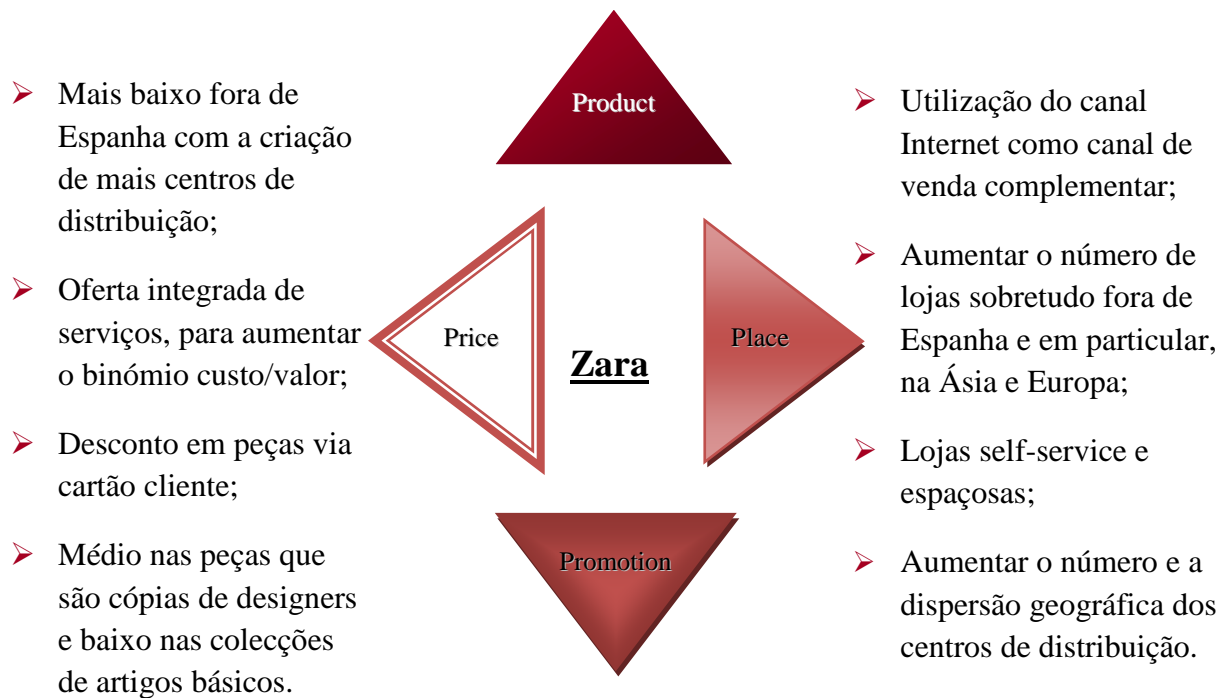 Product
➢ Mais baixo fora de
Espanha com a criação
de mais centros de
distribuição;
➢ Oferta integrada de
serviços, para aumentar
o binómio custo/valor;
➢ Desconto em peças via
cartão cliente;
➢ Médio nas peças que
são cópias de designers
e baixo nas colecções
de artigos básicos.
Price
Zara
Place
Promotion
➢ Utilização do canal
Internet como canal de
venda complementar;
➢ Aumentar o número de
lojas sobretudo fora de
Espanha e em particular,
na Ásia e Europa;
➢ Lojas self-service e
espaçosas;
➢ Aumentar o número e a
dispersão geográfica dos
centros de distribuição.